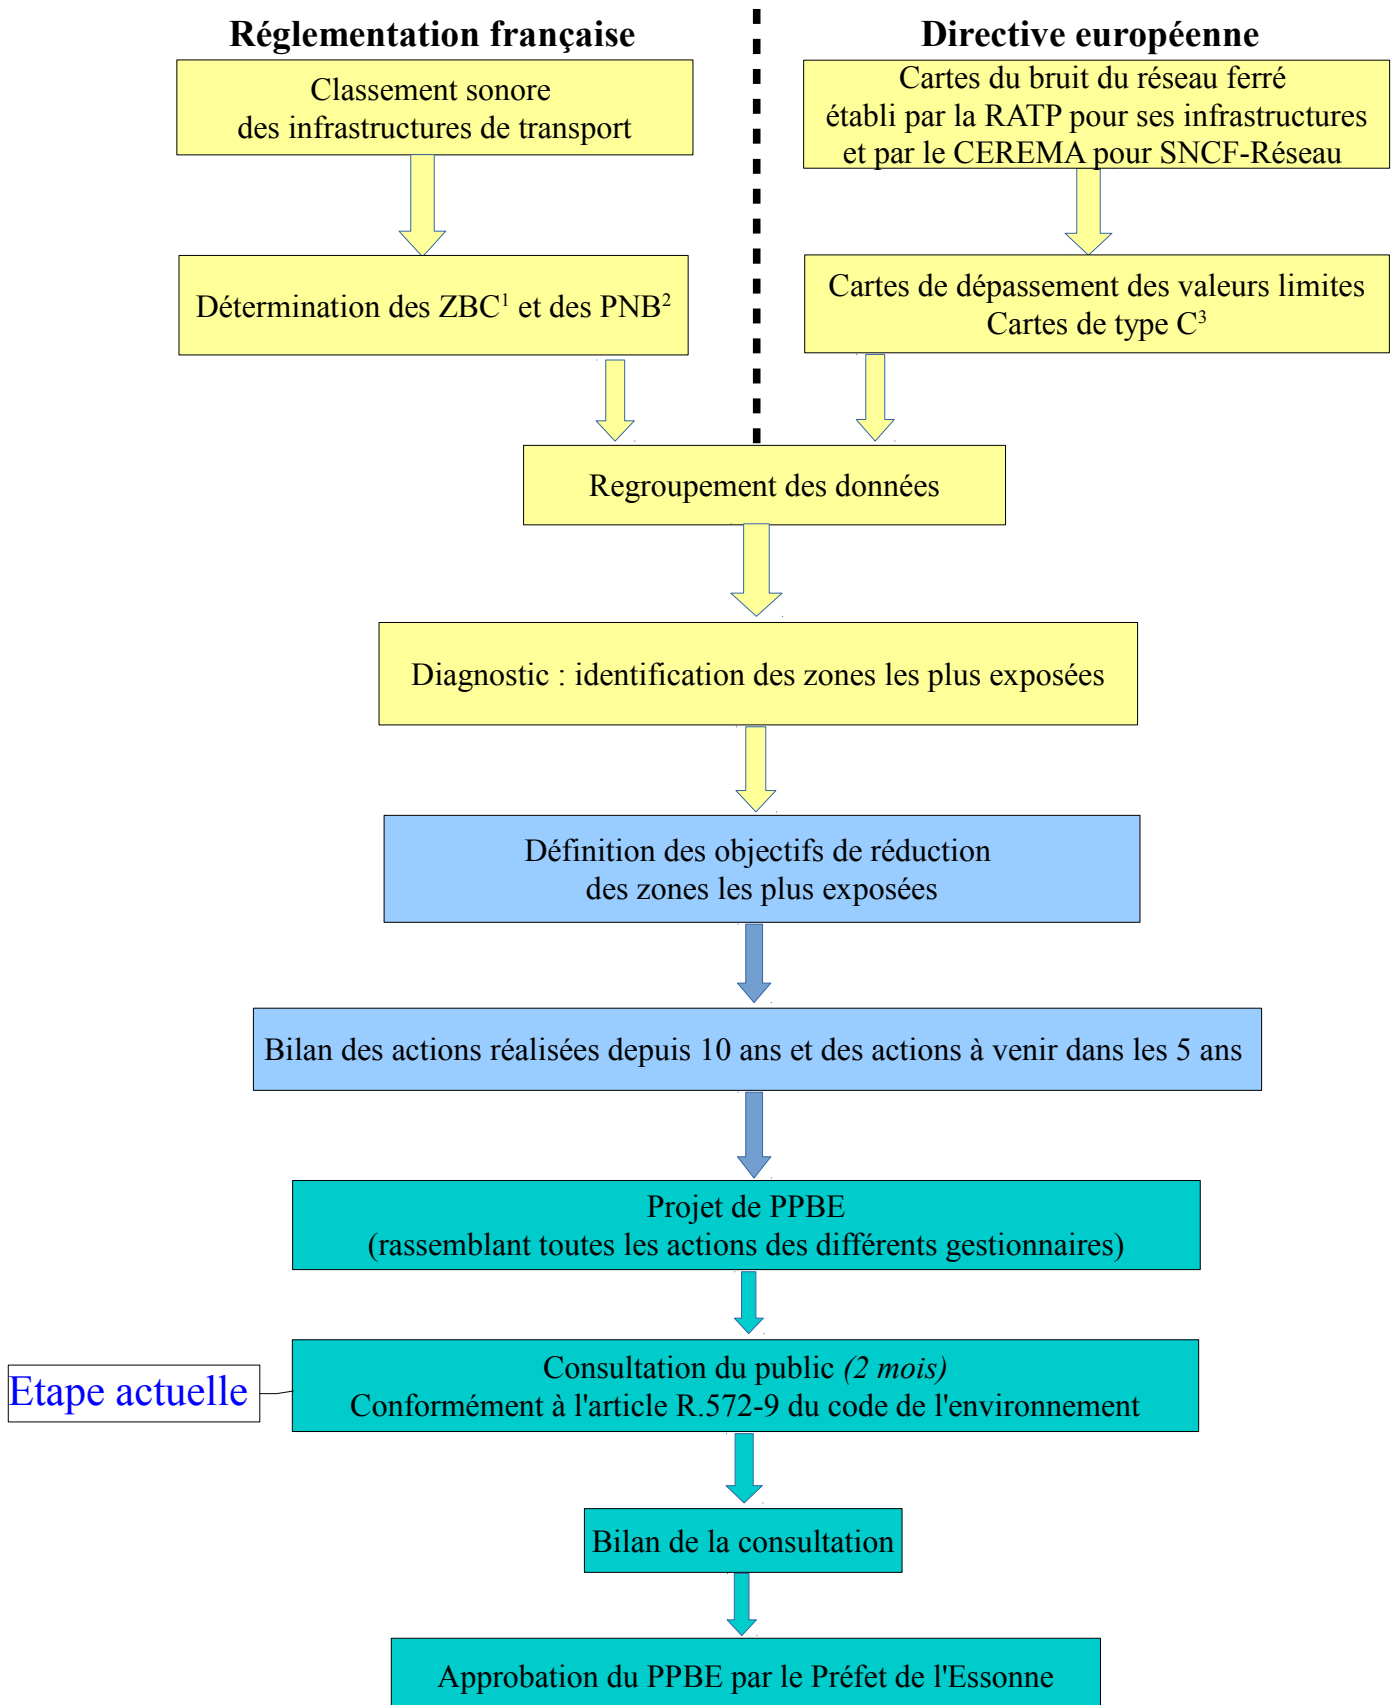 Réglementation française
Classement sonore
des infrastructures de transport
Détermination des ZBC¹ et des PNB²
Directive européenne
Cartes du bruit du réseau ferré
établi par la RATP pour ses infrastructures
et par le CEREMA pour SNCF-Réseau
Cartes de dépassement des valeurs limites
Cartes de type C³
Regroupement des données
Diagnostic : identification des zones les plus exposées
Définition des objectifs de réduction
des zones les plus exposées
Bilan des actions réalisées depuis 10 ans et des actions à venir dans les 5 ans
Projet de PPBE
(rassemblant toutes les actions des différents gestionnaires)
Etape actuelle
Consultation du public (2 mois)
Conformément à l'article R.572-9 du code de l'environnement
Bilan de la consultation
Approbation du PPBE par le Préfet de l'Essonne